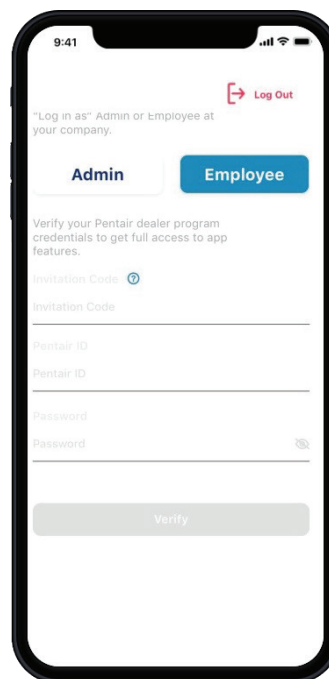 9:41
Log Out
"Log in as" Admin or Employee at
your company.
Admin Employee
Verify your Pentair dealer program
credentials to get full access to app
features.
Invitation Code ?
Invitation Code
Pentair ID
Pentair ID
Password
Password
Verify